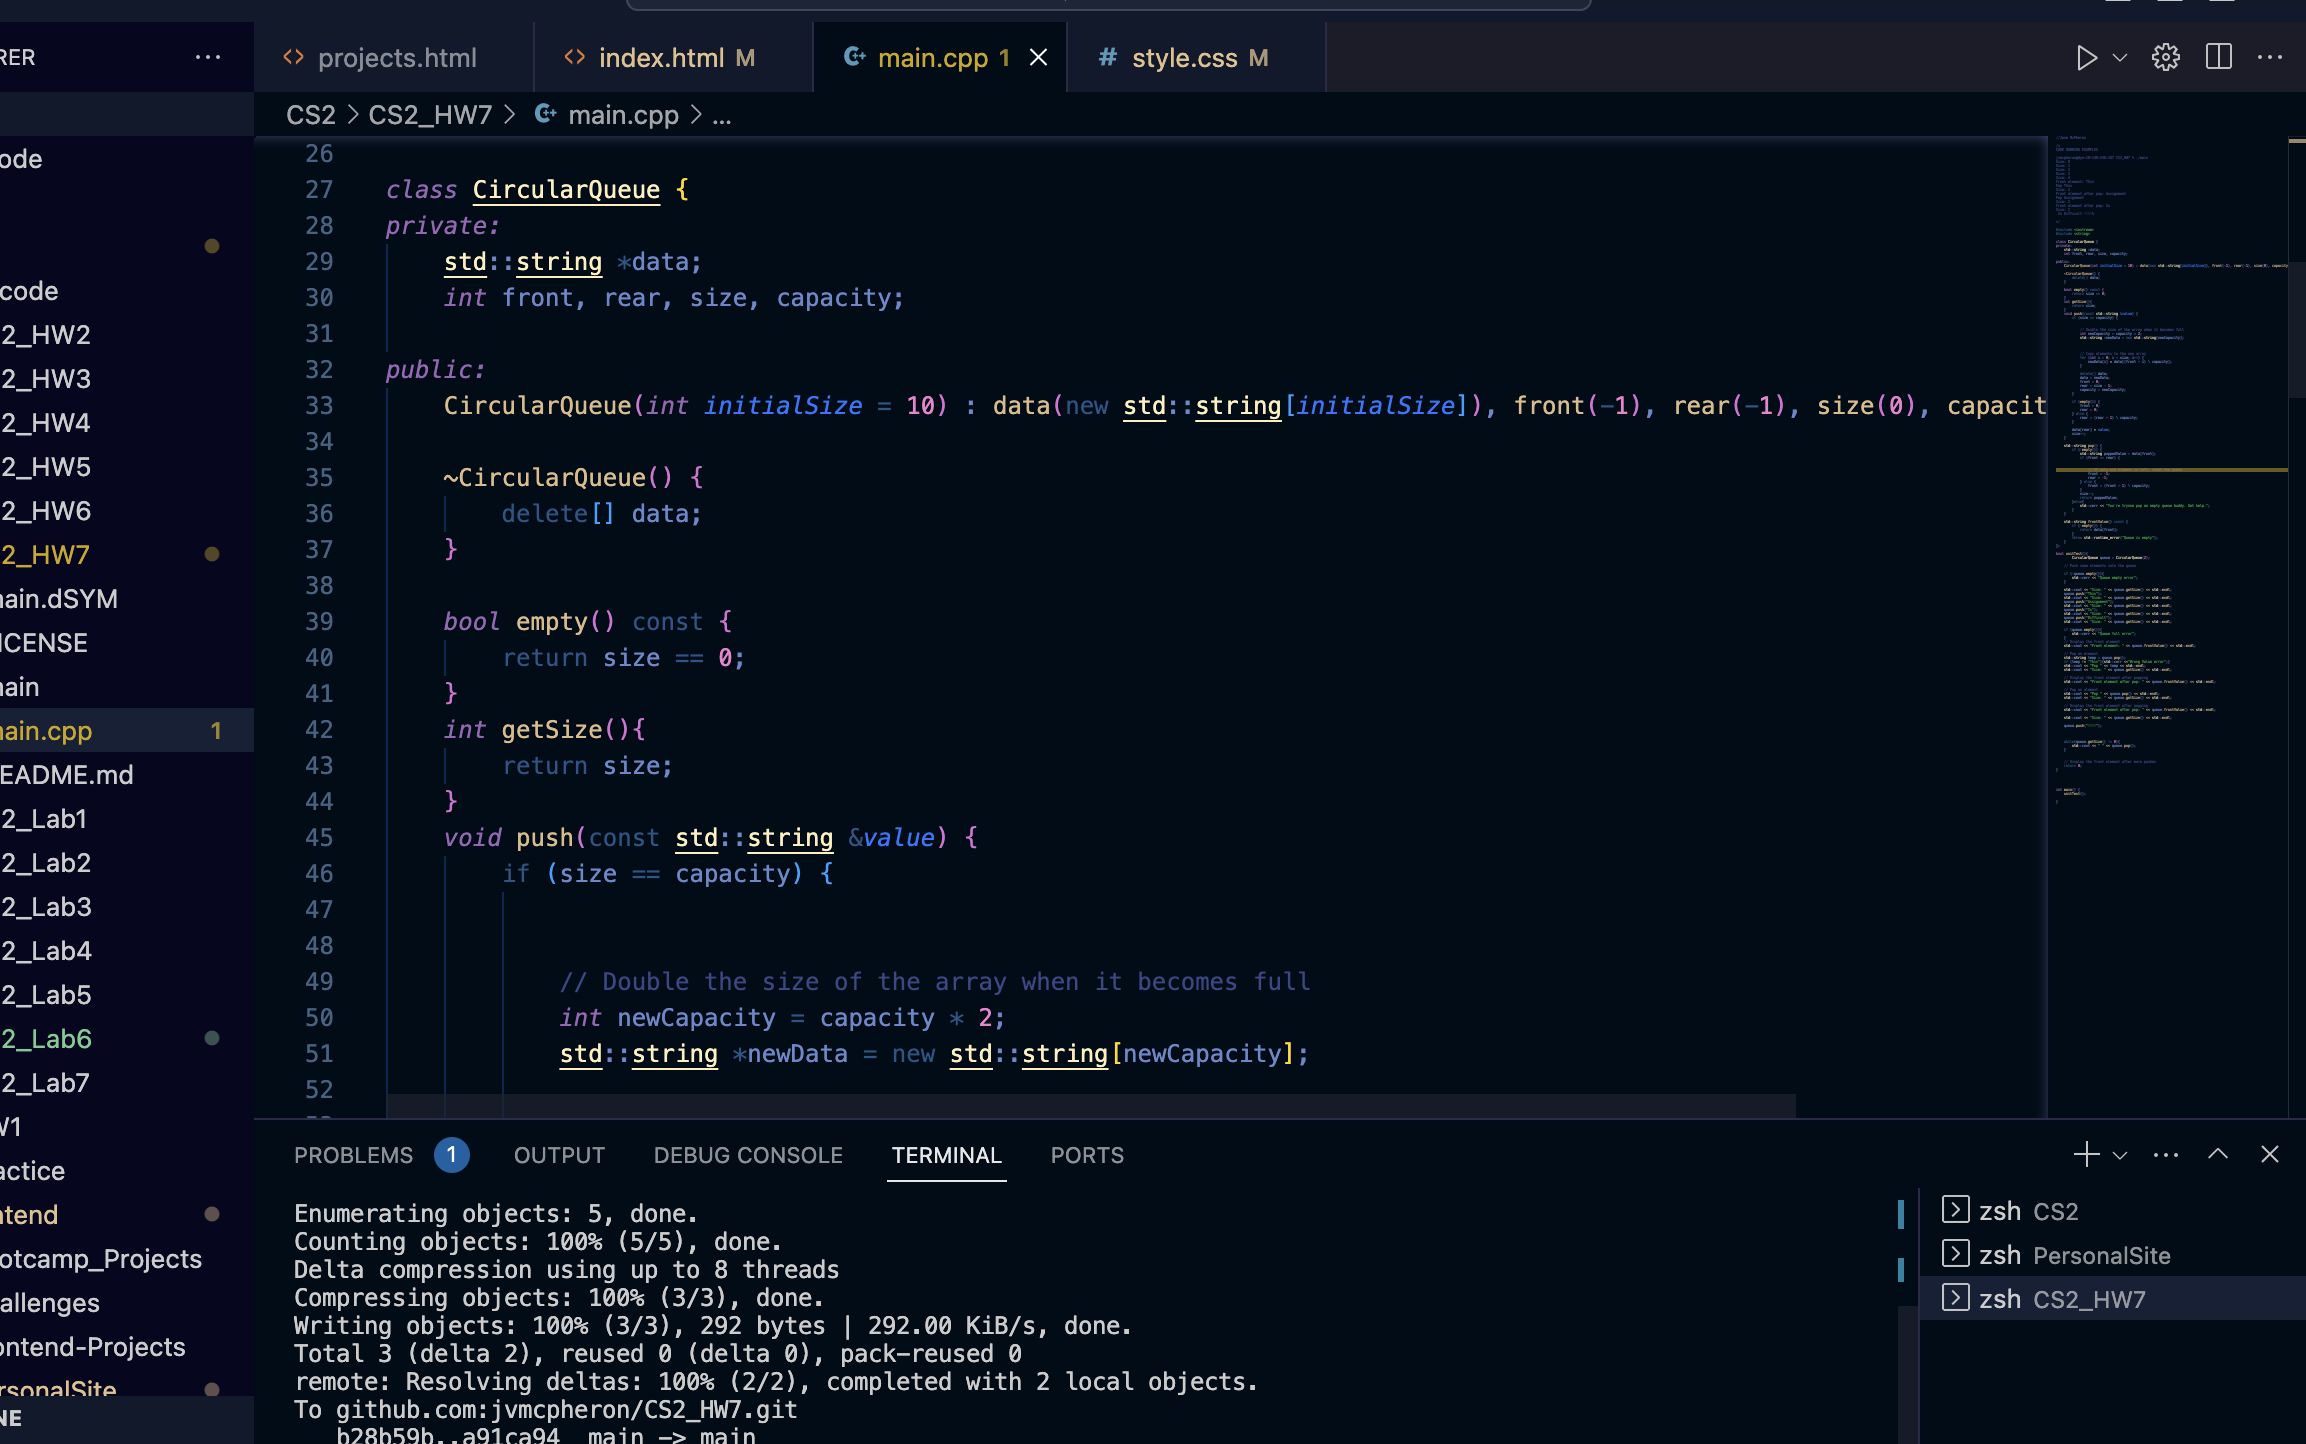 RER
···
projects.html
index.html M
main.cpp 1
# style.css M
CS2 > CS2_HW7 > main.cpp > ...
ode
code
2_HW2
2_HW3
2_HW4
2_HW5
2_HW6
2_HW7
ain.dSYM
ICENSE
ain
ain.cpp 1
EADME.md
2_Lab1
2_Lab2
2_Lab3
2_Lab4
2_Lab5
2_Lab6
2_Lab7
W1
actice
ntend
otcamp_Projects
allenges
ontend-Projects
rsonalSite
NE
26
27 class CircularQueue {
28 private:
29 std::string *data;
30 int front, rear, size, capacity;
31
32 public:
33 CircularQueue(int initialSize = 10) : data(new std::string[initialSize]), front(-1), rear(-1), size(0), capacit
34
35 ~CircularQueue() {
36 delete[] data;
37 }
38
39 bool empty() const {
40 return size == 0;
41 }
42 int getSize(){
43 return size;
44 }
45 void push(const std::string &value) {
46 if (size == capacity) {
47
48
49 // Double the size of the array when it becomes full
50 int newCapacity = capacity * 2;
51 std::string *newData = new std::string[newCapacity];
52
PROBLEMS 1 OUTPUT DEBUG CONSOLE TERMINAL PORTS
Enumerating objects: 5, done.
Counting objects: 100% (5/5), done.
Delta compression using up to 8 threads
Compressing objects: 100% (3/3), done.
Writing objects: 100% (3/3), 292 bytes | 292.00 KiB/s, done.
Total 3 (delta 2), reused 0 (delta 0), pack-reused 0
remote: Resolving deltas: 100% (2/2), completed with 2 local objects.
To github.com:jvmcpheron/CS2_HW7.git
b28b59b..a91ca94 main -> main
zsh CS2
zsh PersonalSite
zsh CS2_HW7